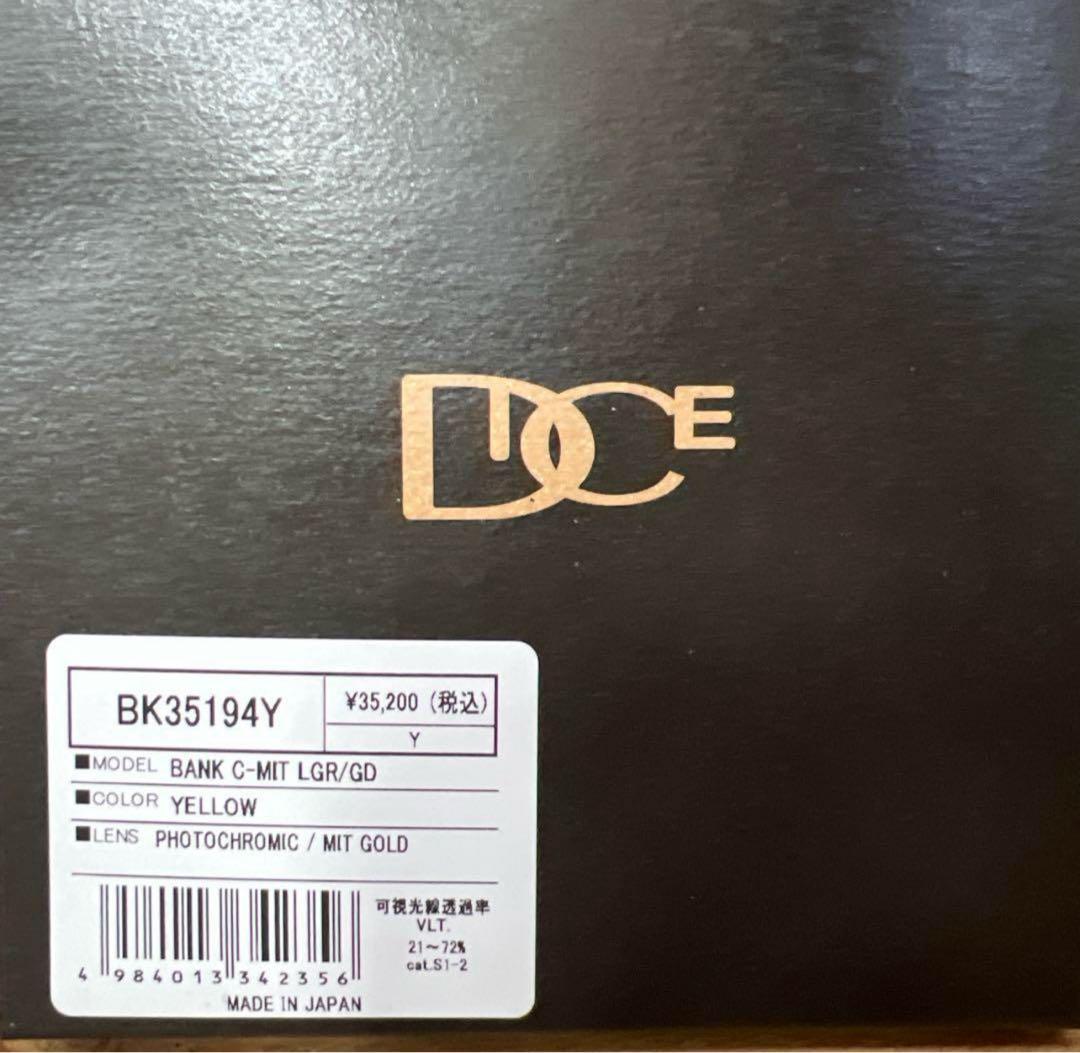 DICE
BK35194Y
¥35,200 (税込)
Y
■MODEL BANK C-MIT LGR/GD
■COLOR YELLOW
■LENS PHOTOCHROMIC / MIT GOLD
可視光線透過率
VLT.
21～72%
cat.S1-2
4 984013 342356
MADE IN JAPAN